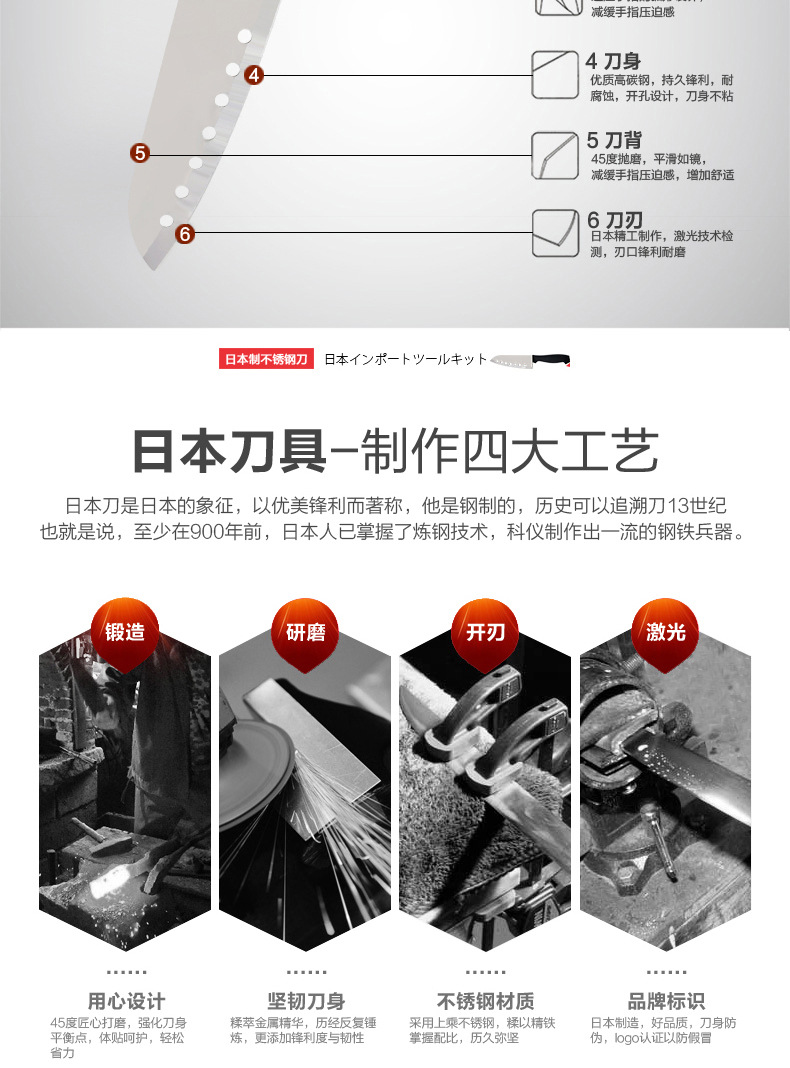 减缓手指压迫感
4 刀身
优质高碳钢，持久锋利，耐
腐蚀，开孔设计，刀身不粘
5 刀背
45度抛磨，平滑如镜，
减缓手指压迫感，增加舒适
6 刀刃
日本精工制作，激光技术检
测，刃口锋利耐磨
4
5
6
日本制不锈钢刀 日本インポートツールキット
日本刀具-制作四大工艺
日本刀是日本的象征，以优美锋利而著称，他是钢制的，历史可以追溯刀13世纪
也就是说，至少在900年前，日本人已掌握了炼钢技术，科仪制作出一流的钢铁兵器。
锻造 研磨 开刃 激光
用心设计
45度匠心打磨，强化刀身
平衡点，体贴呵护，轻松
省力
坚韧刀身
糅萃金属精华，历经反复锤
炼，更添加锋利度与韧性
不锈钢材质
采用上乘不锈钢，糅以精铁
掌握配比，历久弥坚
品牌标识
日本制造，好品质，刀身防
伪，logo认证以防假冒